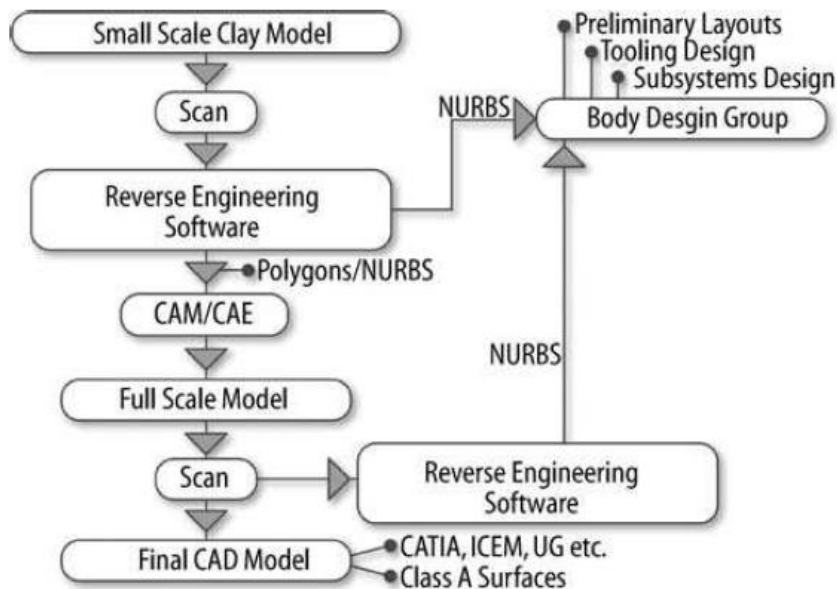 Small Scale Clay Model
Preliminary Layouts
Tooling Design
Subsystems Design
Scan
NURBS
Body Desgin Group
Reverse Engineering
Software
Polygons/NURBS
CAM/CAE
NURBS
Full Scale Model
Scan
Reverse Engineering
Software
Final CAD Model
CATIA, ICEM, UG etc.
Class A Surfaces